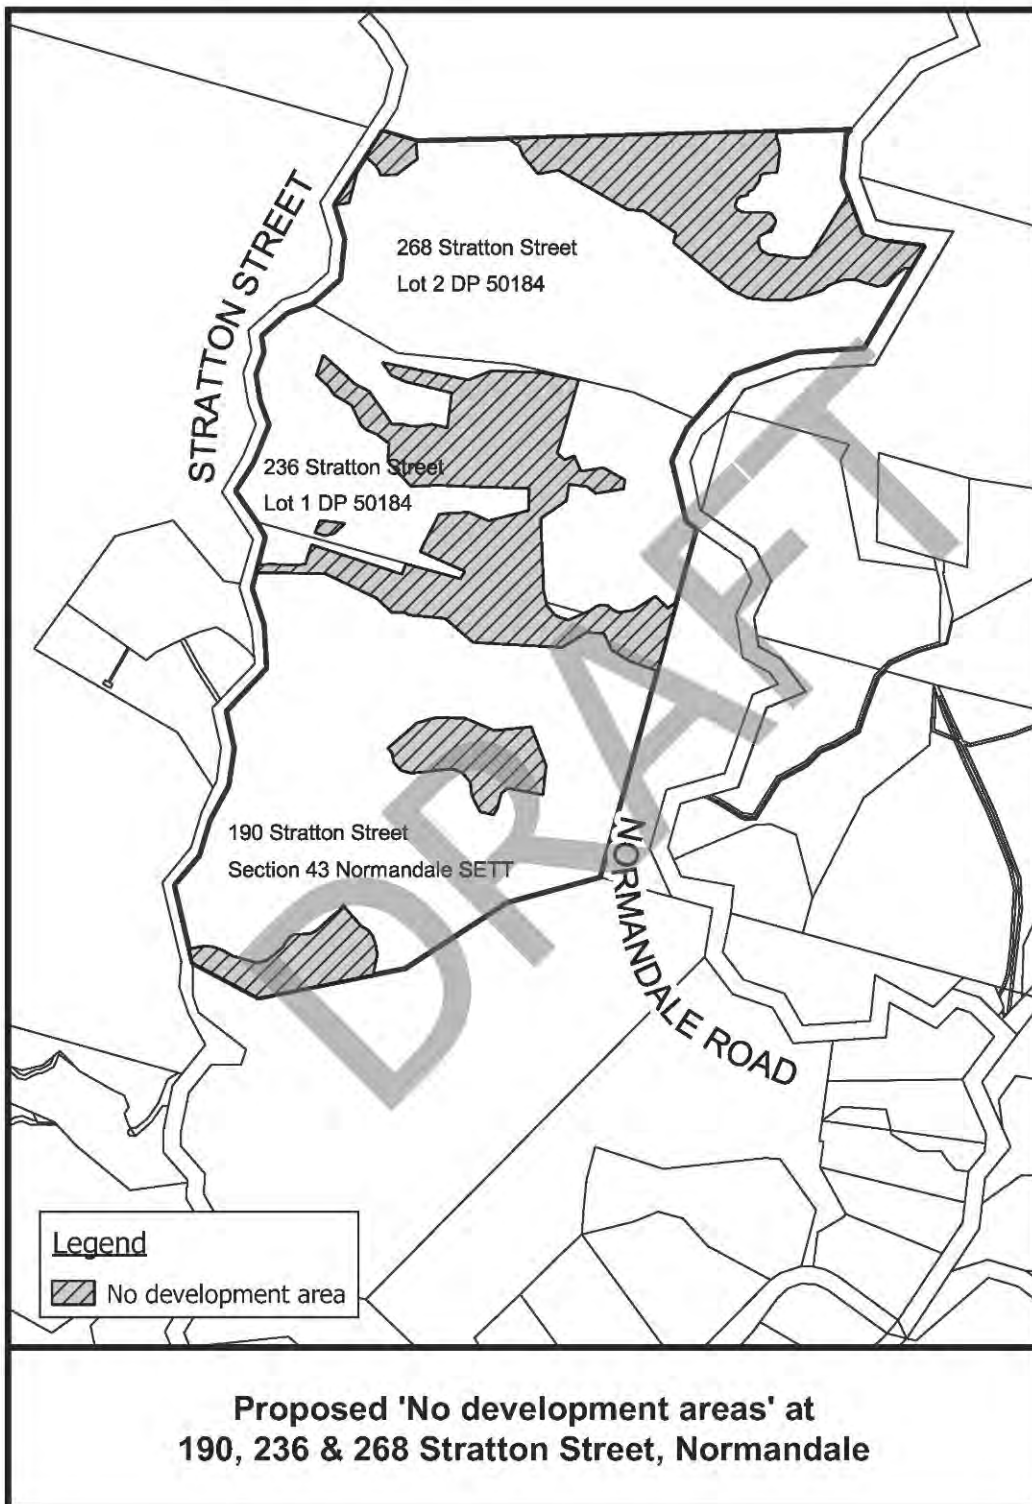 STRATTON STREET
268 Stratton Street
Lot 2 DP 50184
236 Stratton Street
Lot 1 DP 50184
190 Stratton Street
Section 43 Normandale SETT
NORMANDALE ROAD
DRAFT
Legend
No development area
Proposed 'No development areas' at
190, 236 & 268 Stratton Street, Normandale